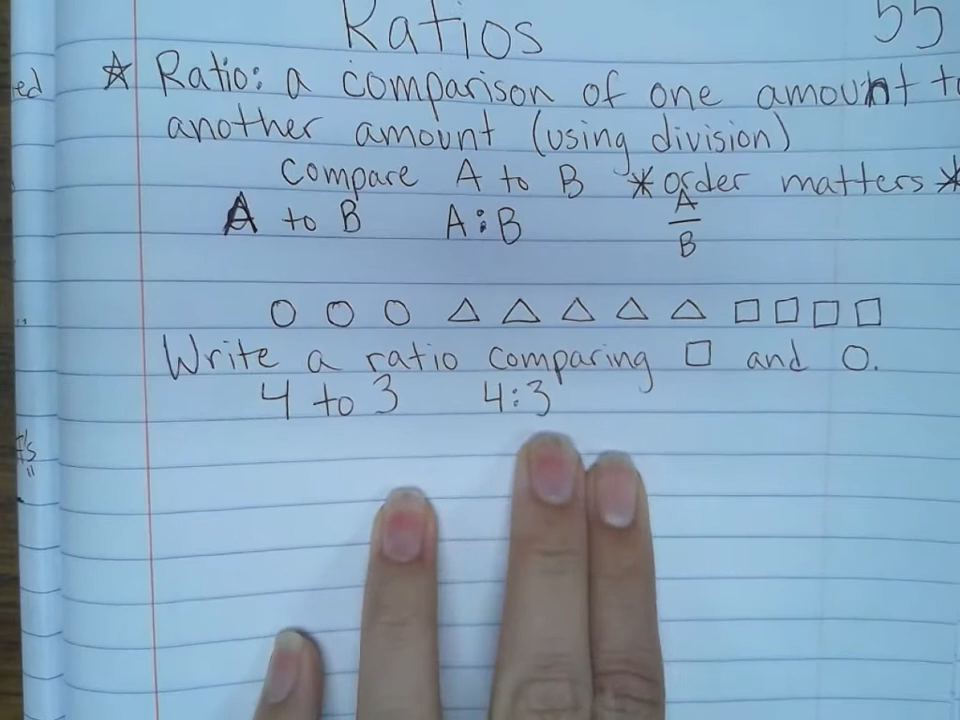 Ratios 55
ed
☆ Ratio: a comparison of one amount to
another amount (using division)
Compare A to B *order matters*
A to B A:B A/B
○ ○ ○ △ △ △ △ △ □ □ □ □
Write a ratio comparing □ and ○.
4 to 3 4:3